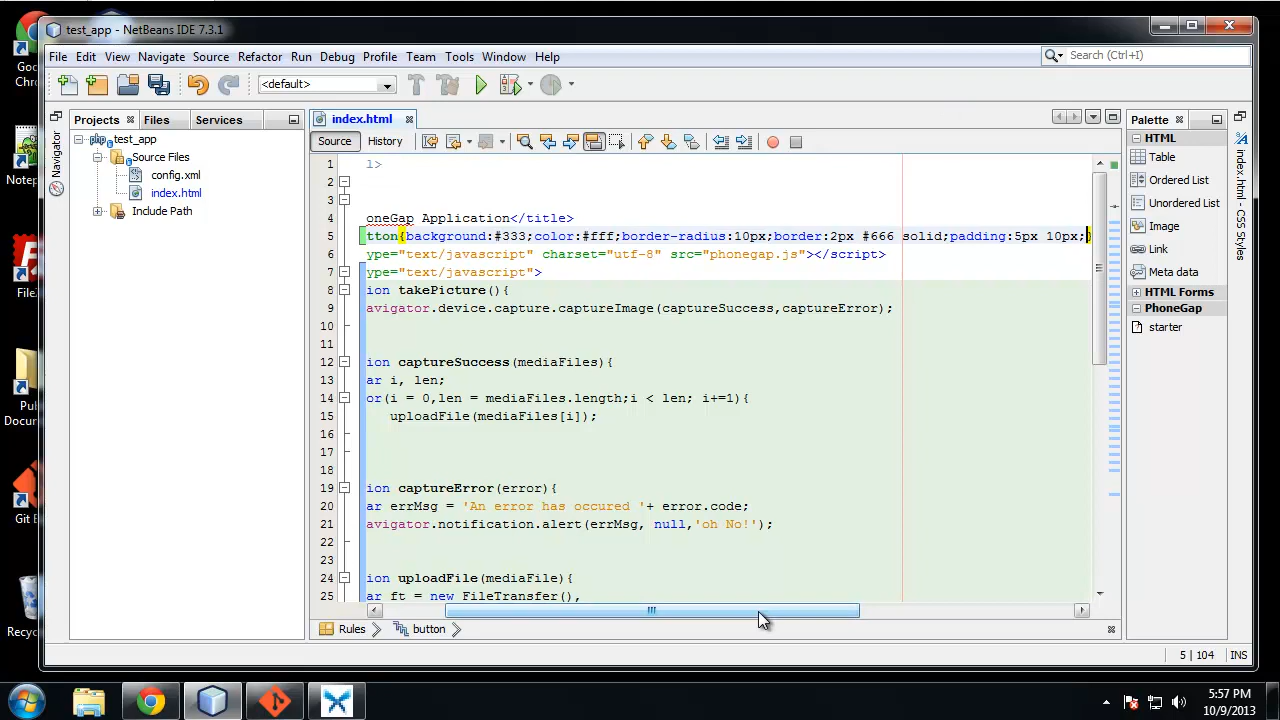 Goo
Chro
test_app - NetBeans IDE 7.3.1
File Edit View Navigate Source Refactor Run Debug Profile Team Tools Window Help
Search (Ctrl+I)
<default>
Projects Files Services
index.html
Palette
Navigator
test_app
Source Files
config.xml
index.html
Include Path
Source History
HTML
Table
Ordered List
Unordered List
Image
Link
Meta data
HTML Forms
PhoneGap
starter
index.html - CSS Styles
1 l>
2
3
4 oneGap Application</title>
5 tton{background:#333;color:#fff;border-radius:10px;border:2px #666 solid;padding:5px 10px;}
6 ype="text/javascript" charset="utf-8" src="phonegap.js"></script>
7 ype="text/javascript">
8 ion takePicture(){
9 avigator.device.capture.captureImage(captureSuccess,captureError);
10
11
12 ion captureSuccess(mediaFiles){
13 ar i, len;
14 or(i = 0,len = mediaFiles.length;i < len; i+=1){
15 uploadFile(mediaFiles[i]);
16
17
18
19 ion captureError(error){
20 ar errMsg = 'An error has occured '+ error.code;
21 avigator.notification.alert(errMsg, null,'oh No!');
22
23
24 ion uploadFile(mediaFile){
25 ar ft = new FileTransfer(),
Rules button
5 | 104 INS
Notep
FileZ
Pub
Docum
Git B
Recyc
5:57 PM
10/9/2013